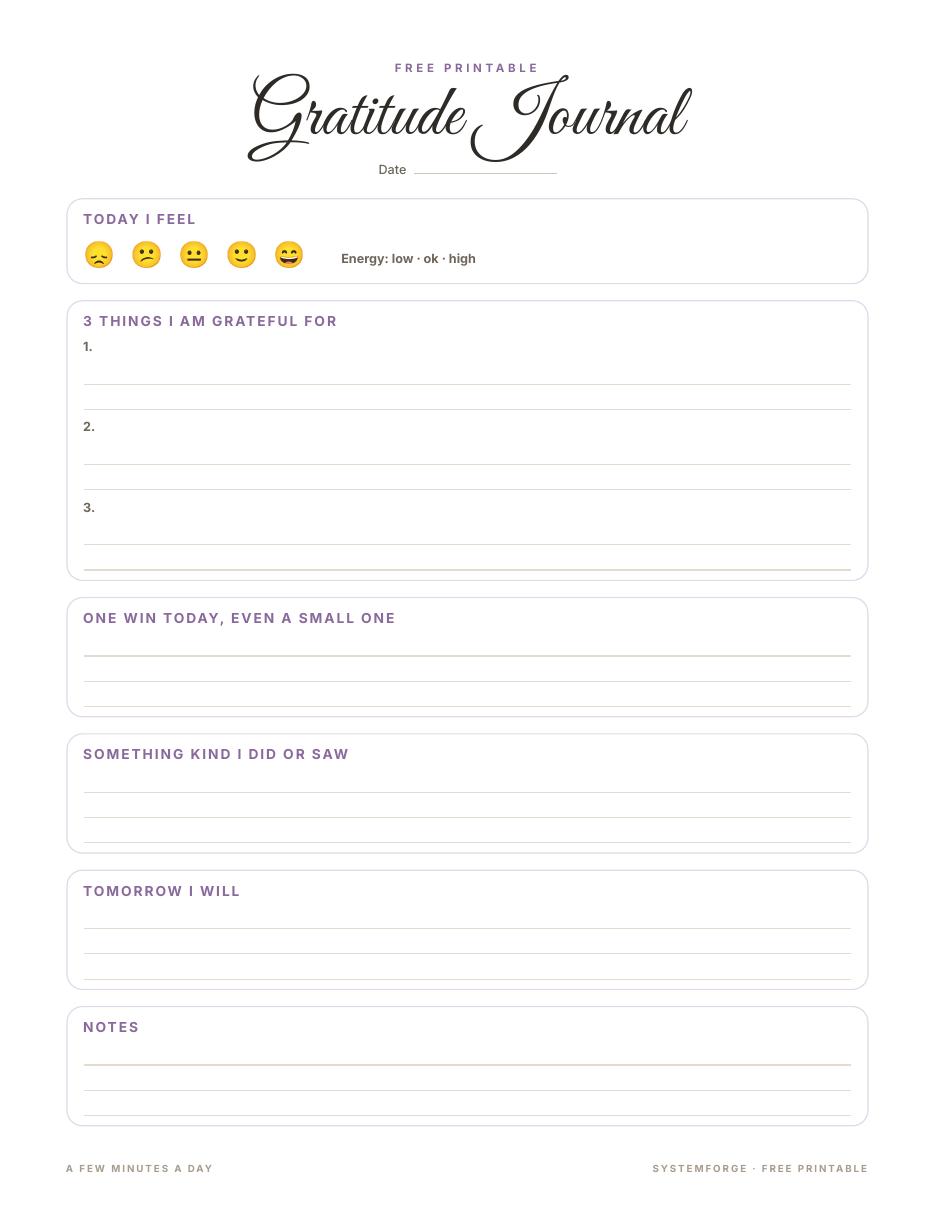 FREE PRINTABLE
Gratitude Journal
Date
TODAY I FEEL
😞 😕 😐 🙂 😄 Energy: low · ok · high
3 THINGS I AM GRATEFUL FOR
1.
2.
3.
ONE WIN TODAY, EVEN A SMALL ONE
SOMETHING KIND I DID OR SAW
TOMORROW I WILL
NOTES
A FEW MINUTES A DAY
SYSTEMFORGE · FREE PRINTABLE